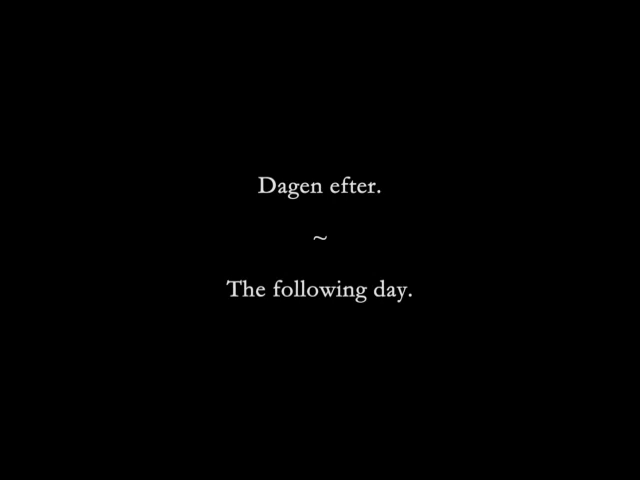 Dagen efter.
~
The following day.